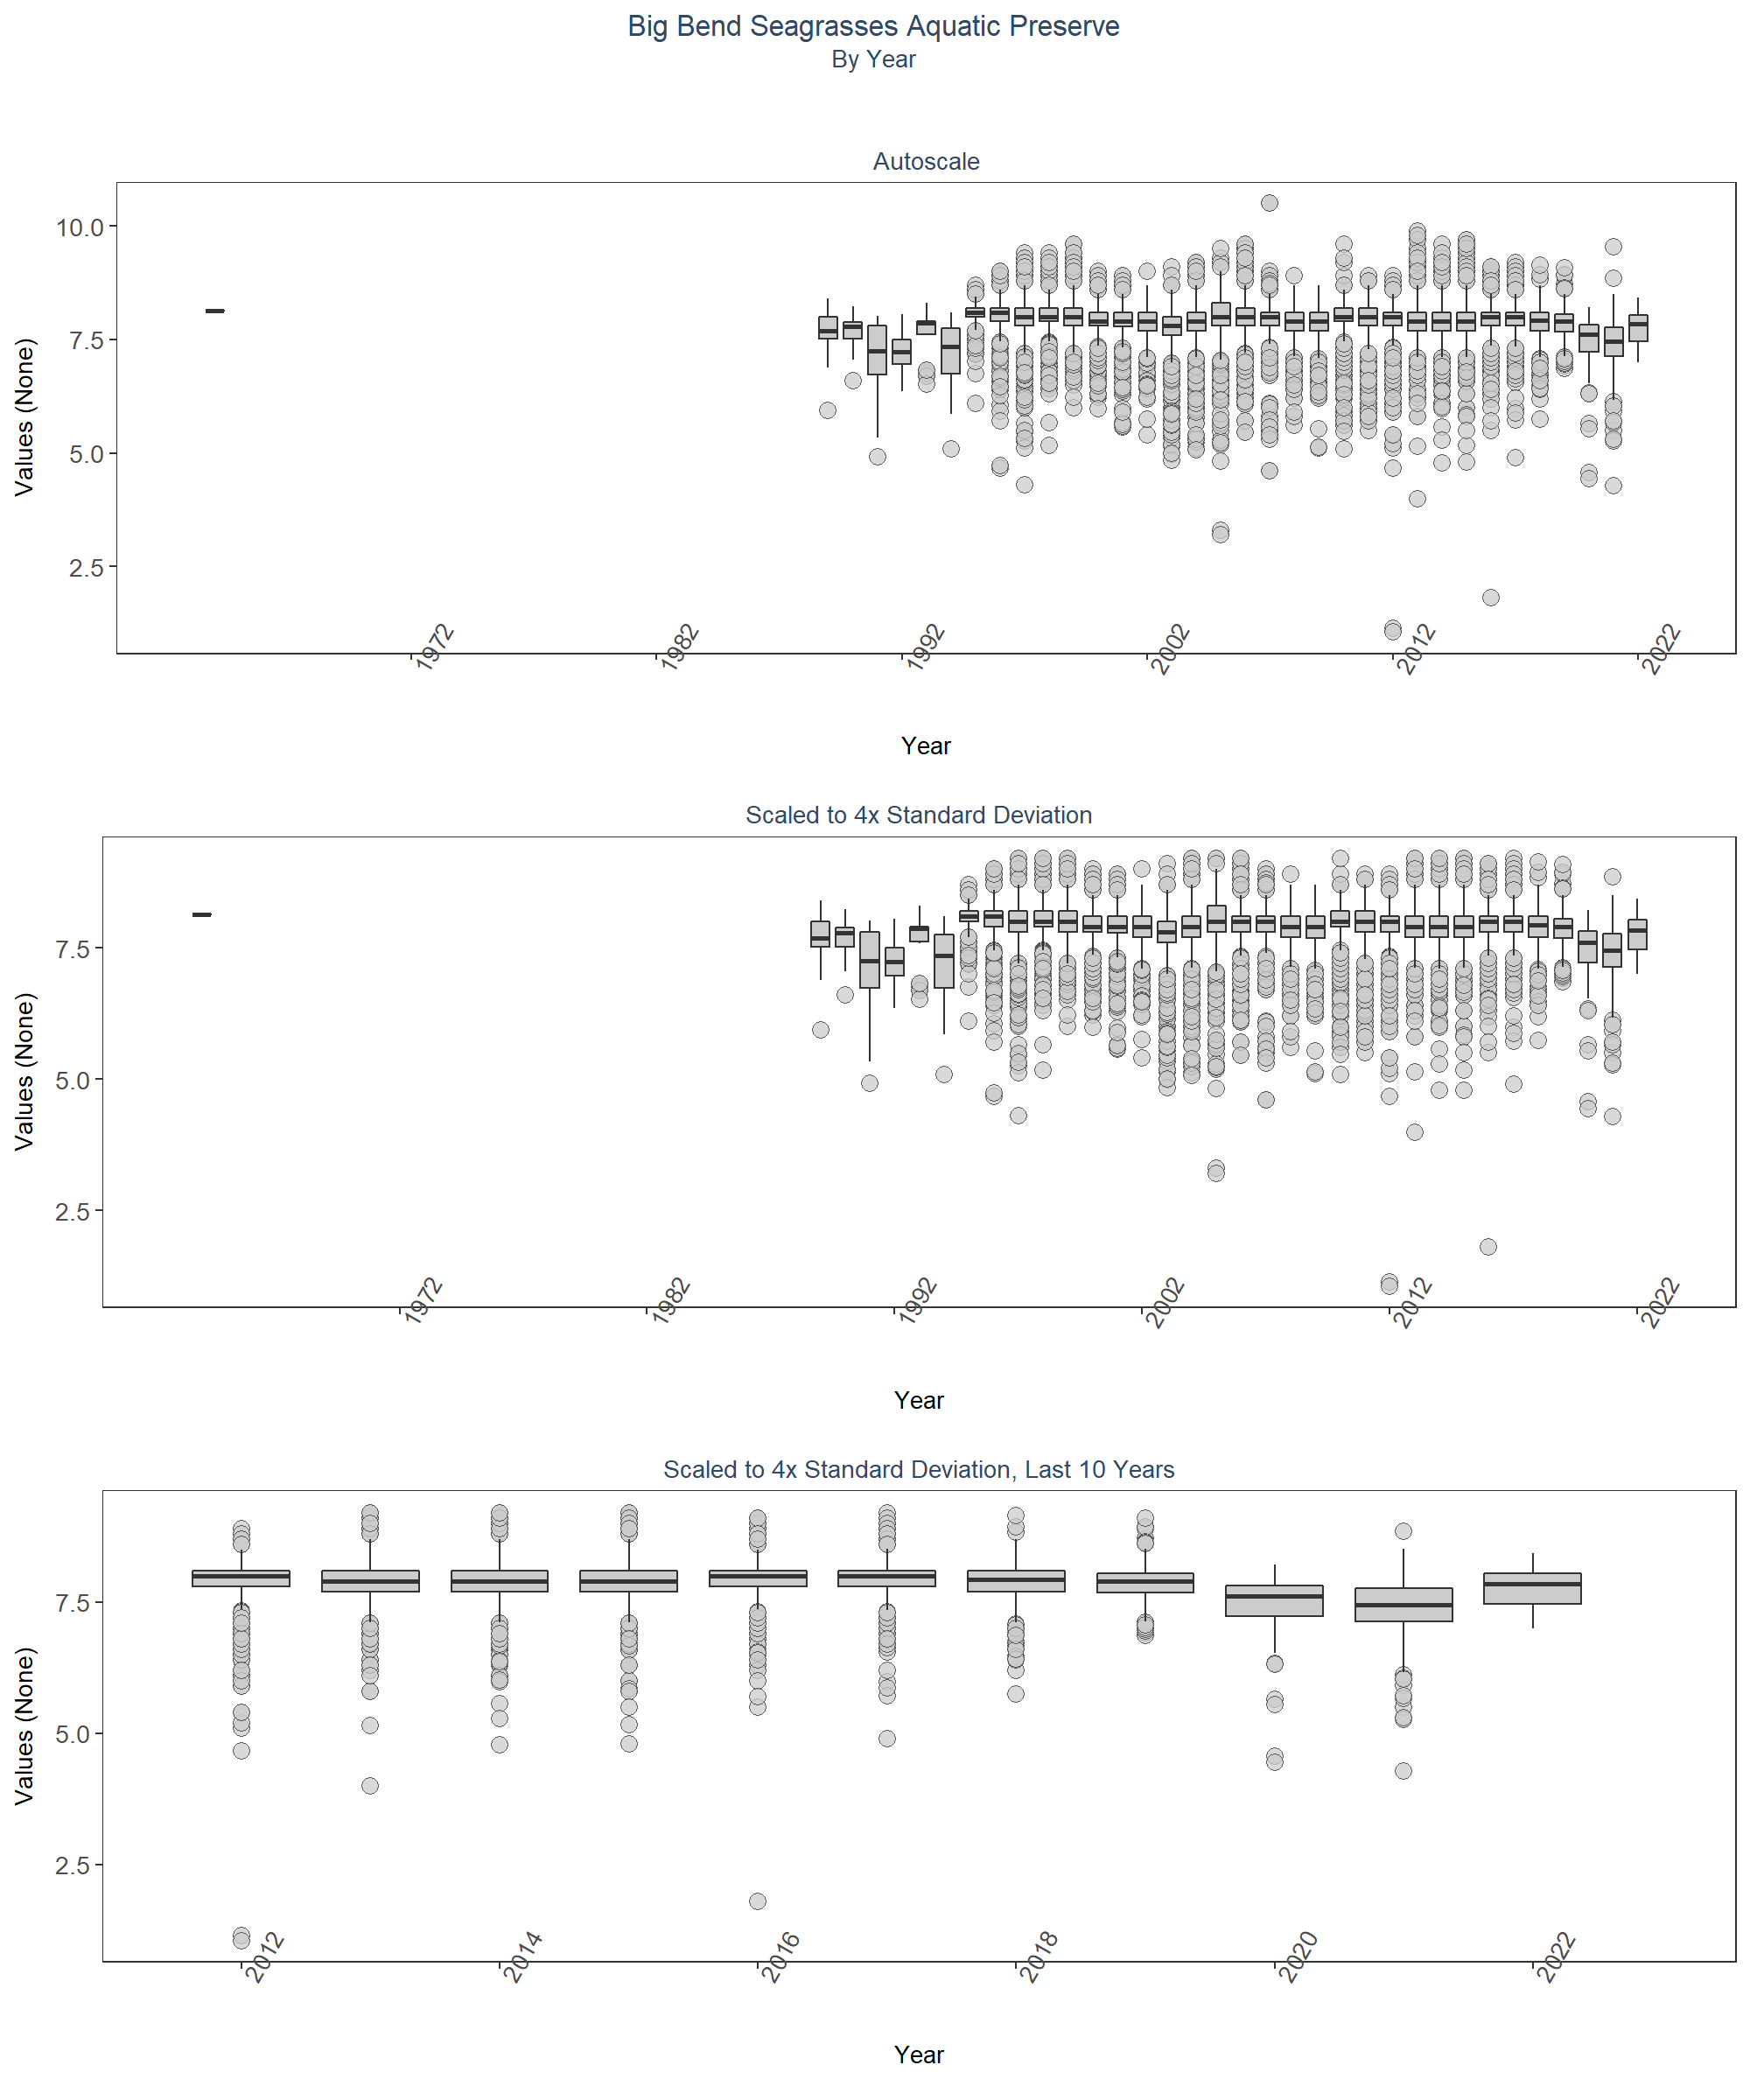 Big Bend Seagrasses Aquatic Preserve
By Year
Autoscale
10.0
7.5
5.0
2.5
Values (None)
1972
1982
1992
2002
2012
2022
Year
Scaled to 4x Standard Deviation
7.5
5.0
2.5
Values (None)
1972
1982
1992
2002
2012
2022
Year
Scaled to 4x Standard Deviation, Last 10 Years
7.5
5.0
2.5
Values (None)
2012
2014
2016
2018
2020
2022
Year